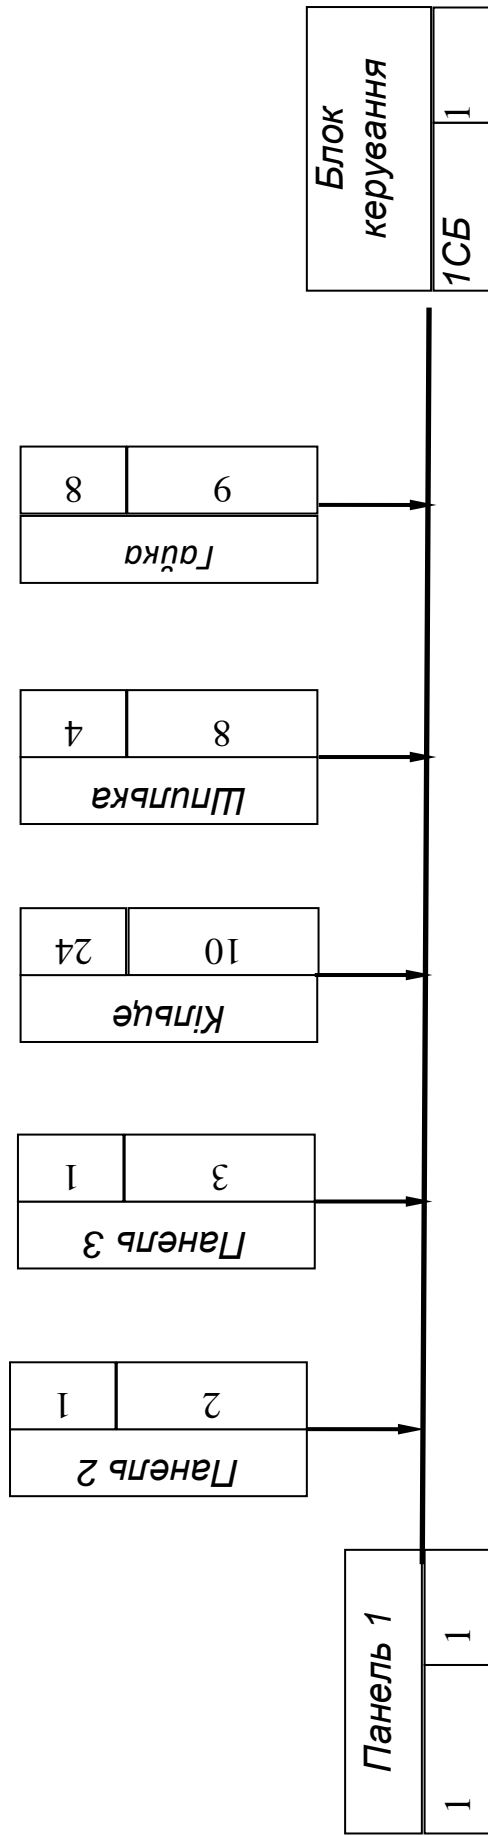 Блок
керування
1СБ
1
Гайка
9
8
Шпилька
8
4
Кільце
10
24
Панель 3
3
1
Панель 2
2
1
Панель 1
1
1